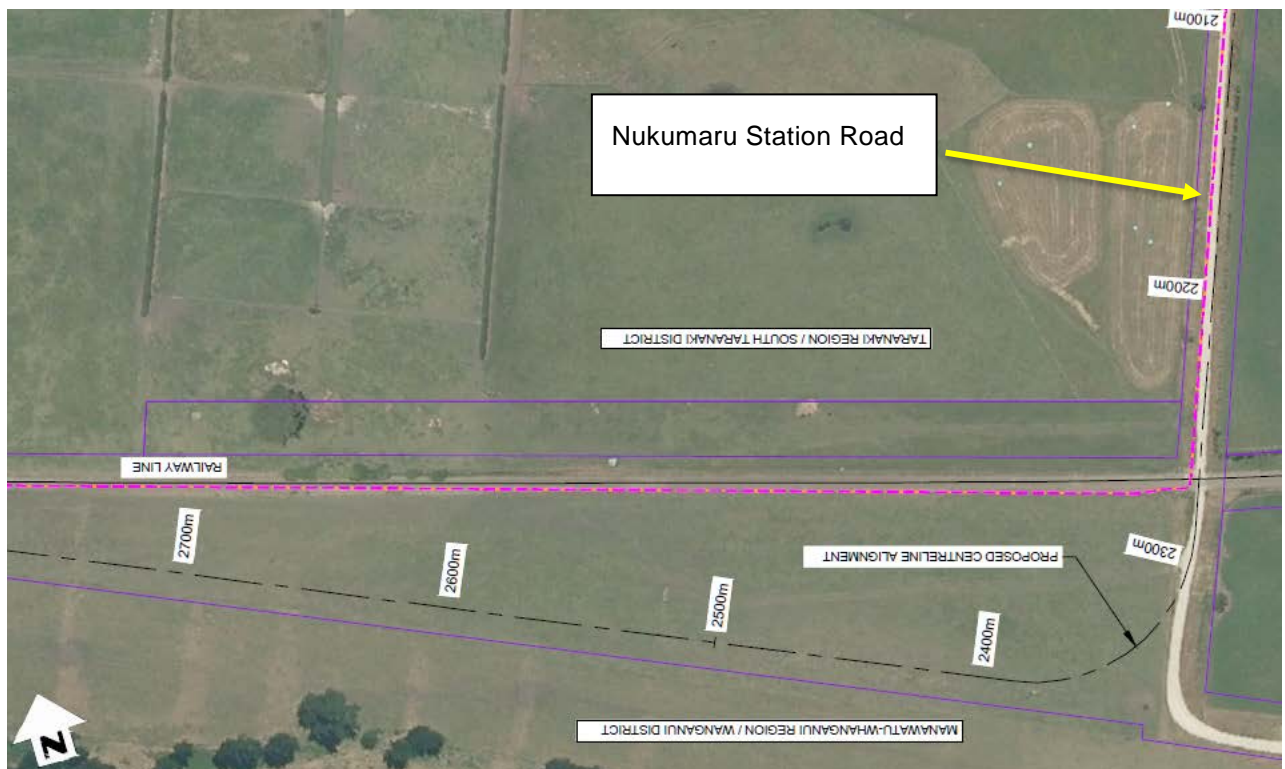 2100m
Nukumaru Station Road
2200m
TARANAKI REGION / SOUTH TARANAKI DISTRICT
RAILWAY LINE
2700m
2600m
2500m
2400m
2300m
PROPOSED CENTRELINE ALIGNMENT
MANAWATU-WHANGANUI REGION / WANGANUI DISTRICT
N